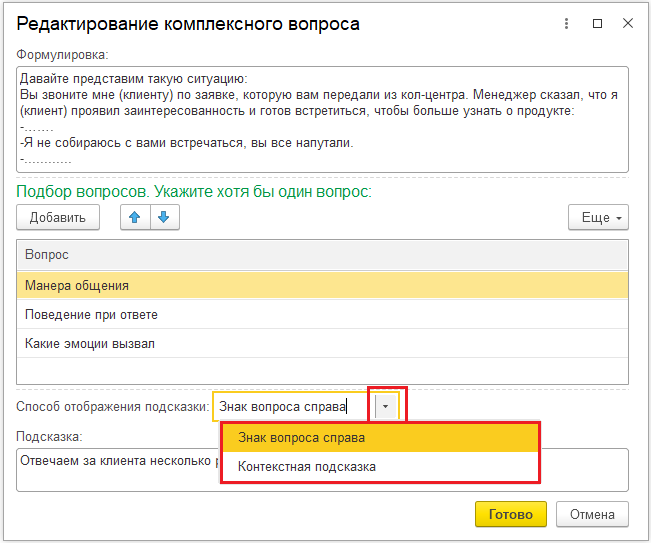 Редактирование комплексного вопроса
Формулировка:
Давайте представим такую ситуацию:
Вы звоните мне (клиенту) по заявке, которую вам передали из кол-центра. Менеджер сказал, что я
(клиент) проявил заинтересованность и готов встретиться, чтобы больше узнать о продукте:
-…….
-Я не собираюсь с вами встречаться, вы все напутали.
-…………
Подбор вопросов. Укажите хотя бы один вопрос:
Добавить
Еще
Вопрос
Манера общения
Поведение при ответе
Какие эмоции вызвал
Способ отображения подсказки: Знак вопроса справа
Знак вопроса справа
Подсказка:
Контекстная подсказка
Отвечаем за клиента несколько
Готово
Отмена